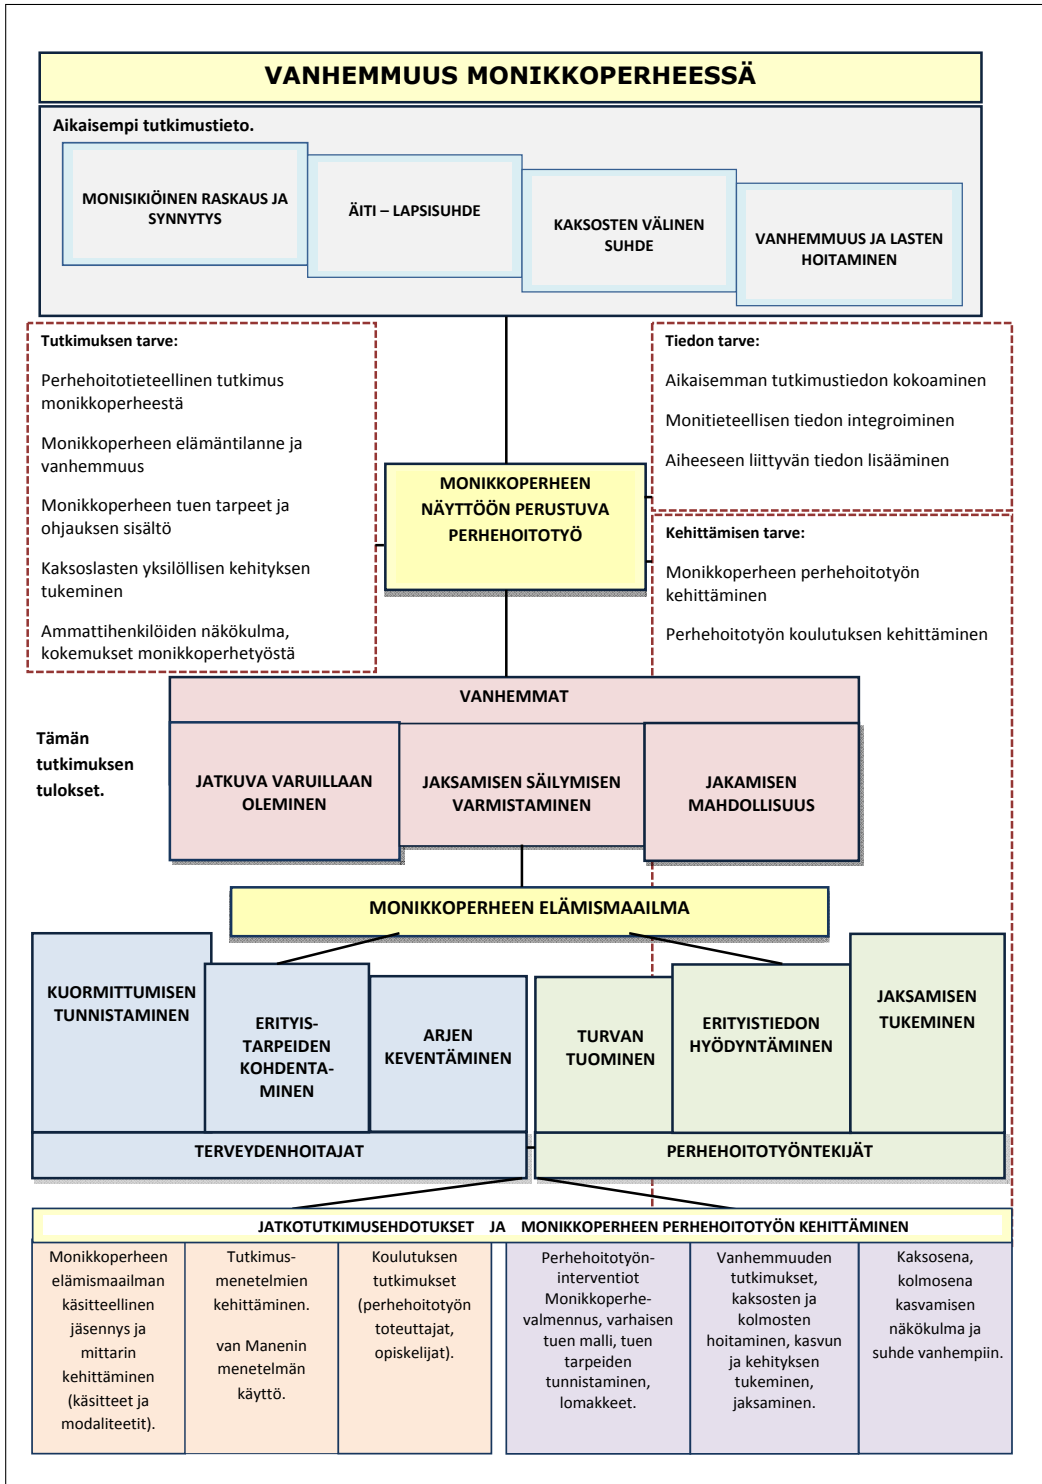 VANHEMMUUS MONIKKOPERHEESSÄ
Aikaisempi tutkimustieto.
MONISIKIÖINEN RASKAUS JA
SYNNYTYS
ÄITI – LAPSISUHDE
KAKSOSTEN VÄLINEN
SUHDE
VANHEMMUUS JA LASTEN
HOITAMINEN
Tutkimuksen tarve:
Perhehoitotieteellinen tutkimus
monikkoperheestä
Monikkoperheen elämäntilanne ja
vanhemmuus
Monikkoperheen tuen tarpeet ja
ohjauksen sisältö
Kaksoslasten yksilöllisen kehityksen
tukeminen
Ammattihenkilöiden näkökulma,
kokemukset monikkoperhetyöstä
Tiedon tarve:
Aikaisemman tutkimustiedon kokoaminen
Monitieteellisen tiedon integroiminen
Aiheeseen liittyvän tiedon lisääminen
MONIKKOPERHEEN
NÄYTTÖÖN PERUSTUVA
PERHEHOITOTYÖ
Kehittämisen tarve:
Monikkoperheen perhehoitotyön
kehittäminen
Perhehoitotyön koulutuksen kehittäminen
VANHEMMAT
Tämän
tutkimuksen
tulokset.
JATKUVA VARUILLAAN
OLEMINEN
JAKSAMISEN SÄILYMISEN
VARMISTAMINEN
JAKAMISEN
MAHDOLLISUUS
MONIKKOPERHEEN ELÄMISMAAILMA
KUORMITTUMISEN
TUNNISTAMINEN
ERITYIS-
TARPEIDEN
KOHDENTA-
MINEN
ARJEN
KEVENTÄMINEN
TURVAN
TUOMINEN
ERITYISTIEDON
HYÖDYNTÄMINEN
JAKSAMISEN
TUKEMINEN
TERVEYDENHOITAJAT
PERHEHOITOTYÖNTEKIJÄT
JATKOTUTKIMUSEHDOTUKSET JA MONIKKOPERHEEN PERHEHOITOTYÖN KEHITTÄMINEN
Monikkoperheen
elämismaailman
käsitteellinen
jäsennys ja
mittarin
kehittäminen
(käsitteet ja
modaliteetit).
Tutkimus-
menetelmien
kehittäminen.
van Manenin
menetelmän
käyttö.
Koulutuksen
tutkimukset
(perhehoitotyön
toteuttajat,
opiskelijat).
Perhehoitotyön-
interventiot
Monikkoperhe-
valmennus, varhaisen
tuen malli, tuen
tarpeiden
tunnistaminen,
lomakkeet.
Vanhemmuuden
tutkimukset,
kaksosten ja
kolmosten
hoitaminen, kasvun
ja kehityksen
tukeminen,
jaksaminen.
Kaksosena,
kolmosena
kasvamisen
näkökulma ja
suhde vanhempiin.